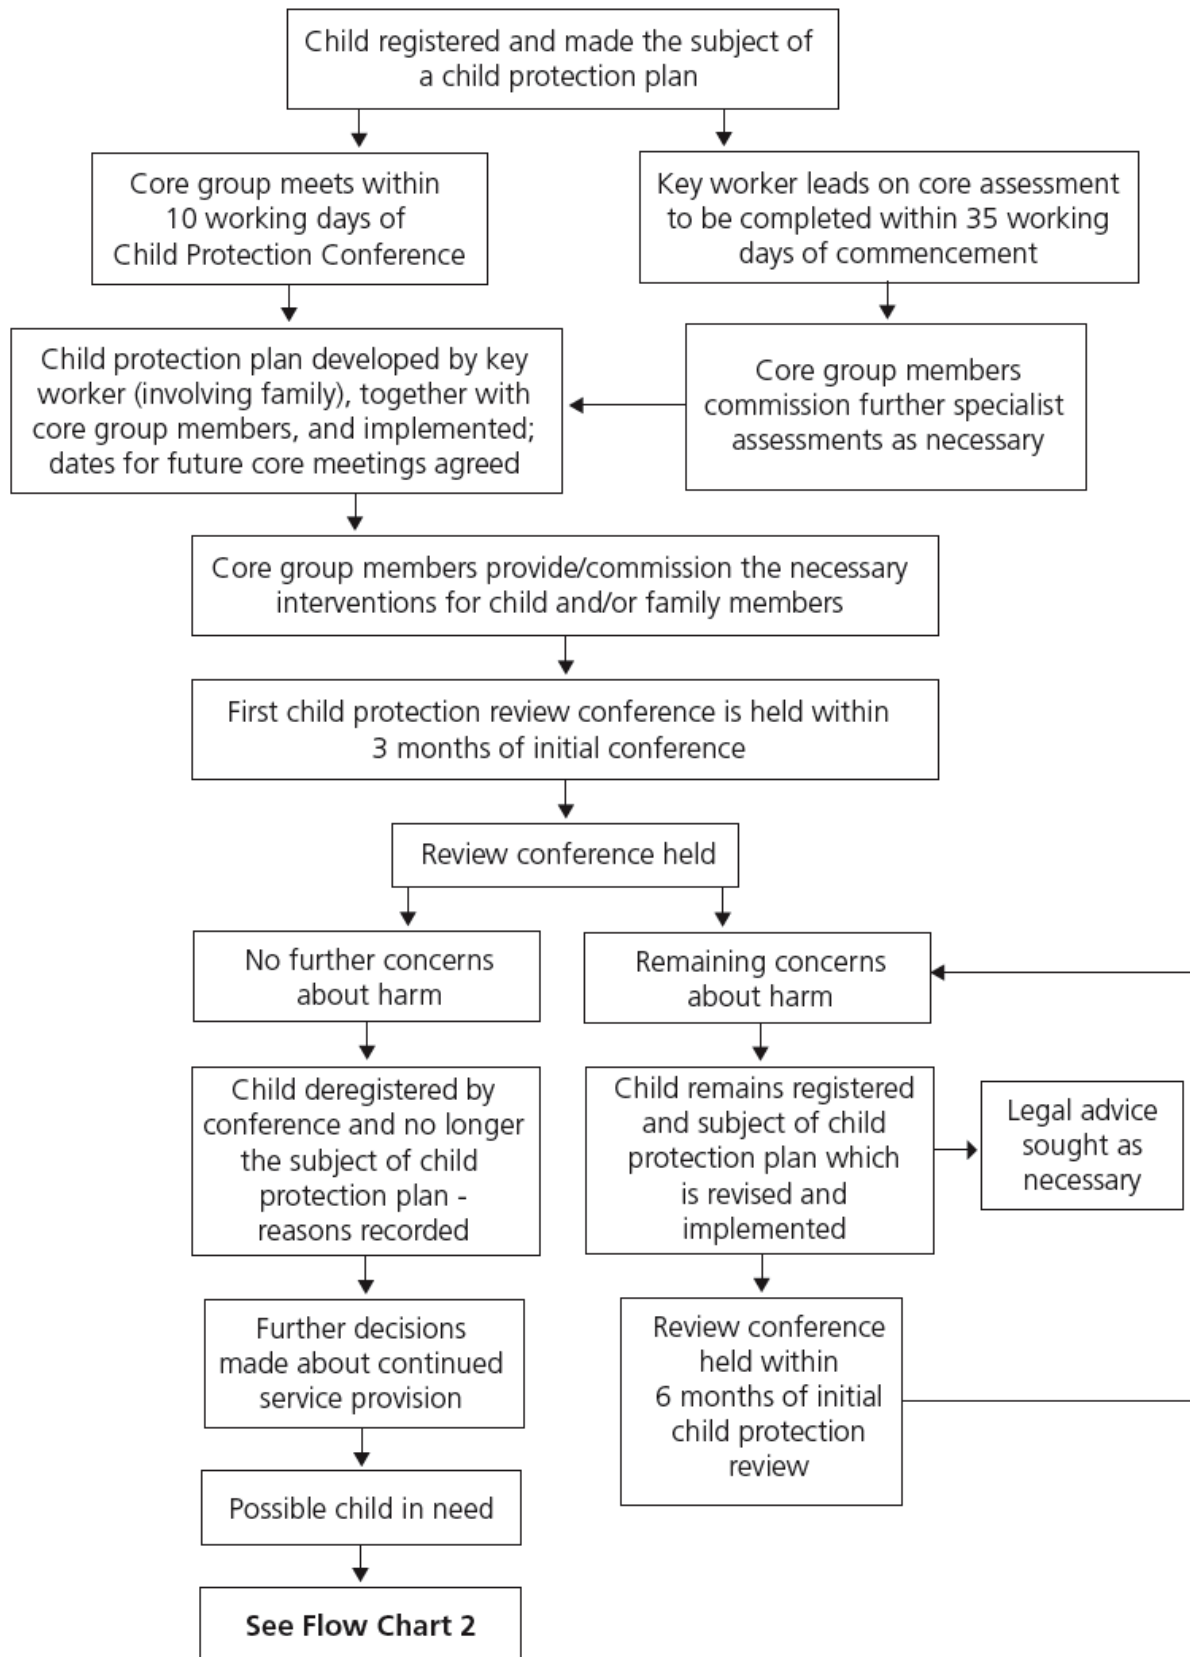 Child registered and made the subject of
a child protection plan
Core group meets within
10 working days of
Child Protection Conference
Key worker leads on core assessment
to be completed within 35 working
days of commencement
Child protection plan developed by key
worker (involving family), together with
core group members, and implemented;
dates for future core meetings agreed
Core group members
commission further specialist
assessments as necessary
Core group members provide/commission the necessary
interventions for child and/or family members
First child protection review conference is held within
3 months of initial conference
Review conference held
No further concerns
about harm
Remaining concerns
about harm
Child deregistered by
conference and no longer
the subject of child
protection plan -
reasons recorded
Child remains registered
and subject of child
protection plan which
is revised and
implemented
Legal advice
sought as
necessary
Further decisions
made about continued
service provision
Review conference
held within
6 months of initial
child protection
review
Possible child in need
See Flow Chart 2